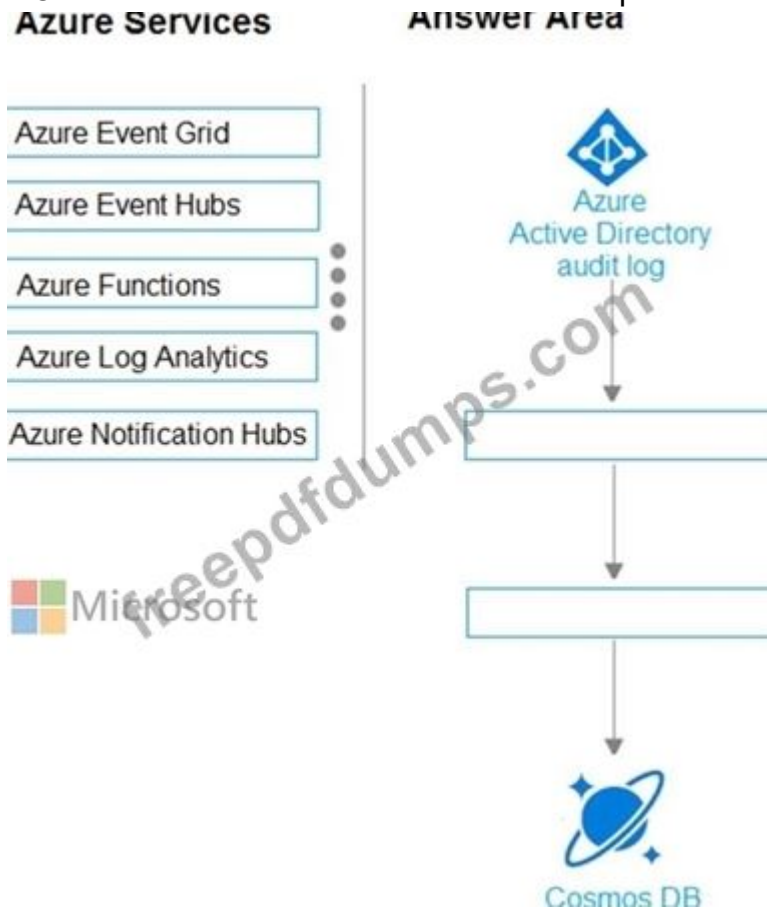 Azure Services
Answer Area
Azure Event Grid
Azure Event Hubs
Azure Functions
Azure Log Analytics
Azure Notification Hubs
Azure
Active Directory
audit log
freepdfdumps.com
Microsoft
Cosmos DB